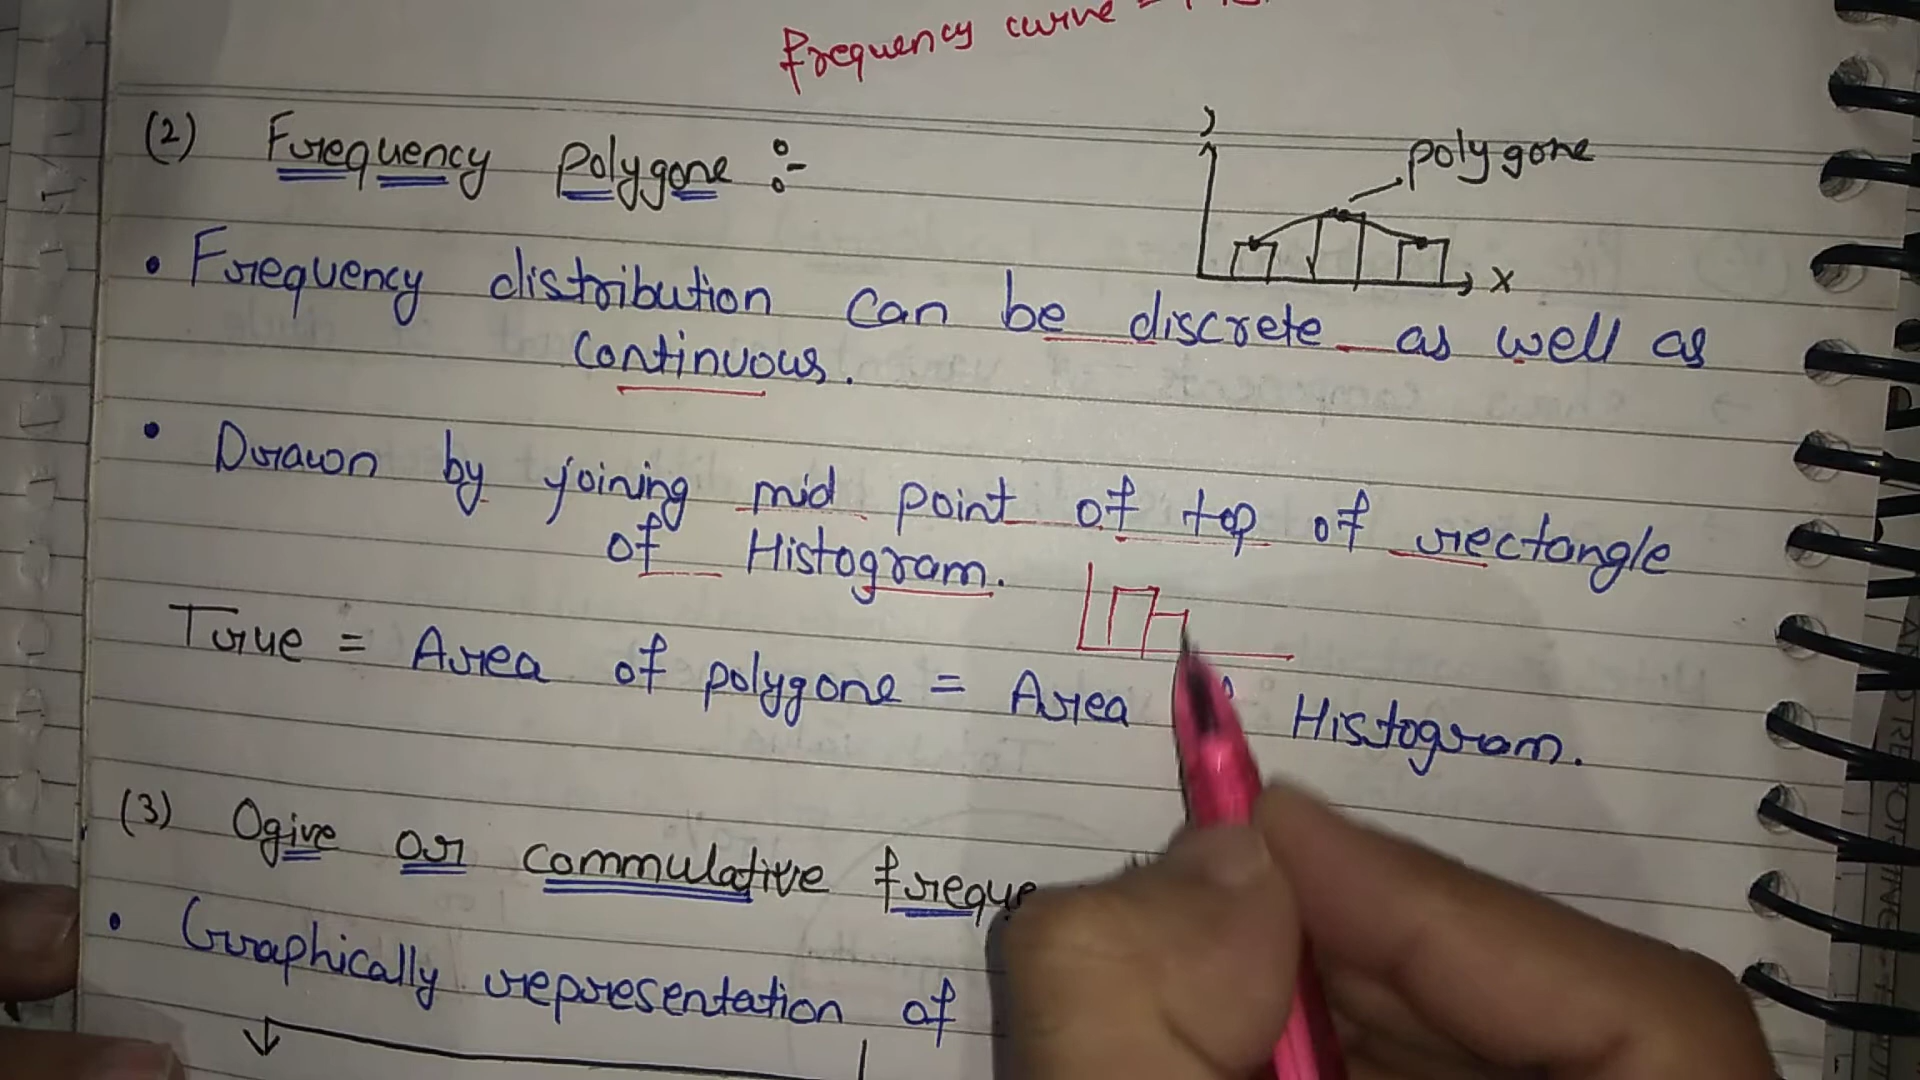 frequency curve
(2) Frequency polygone :-
polygone
x
• Frequency distribution can be discrete as well as
continuous.
• Drawn by joining mid point of top of rectangle
of Histogram.
True = Area of polygone = Area Histogram.
(3) Ogive or commulative freque
• Graphically representation of